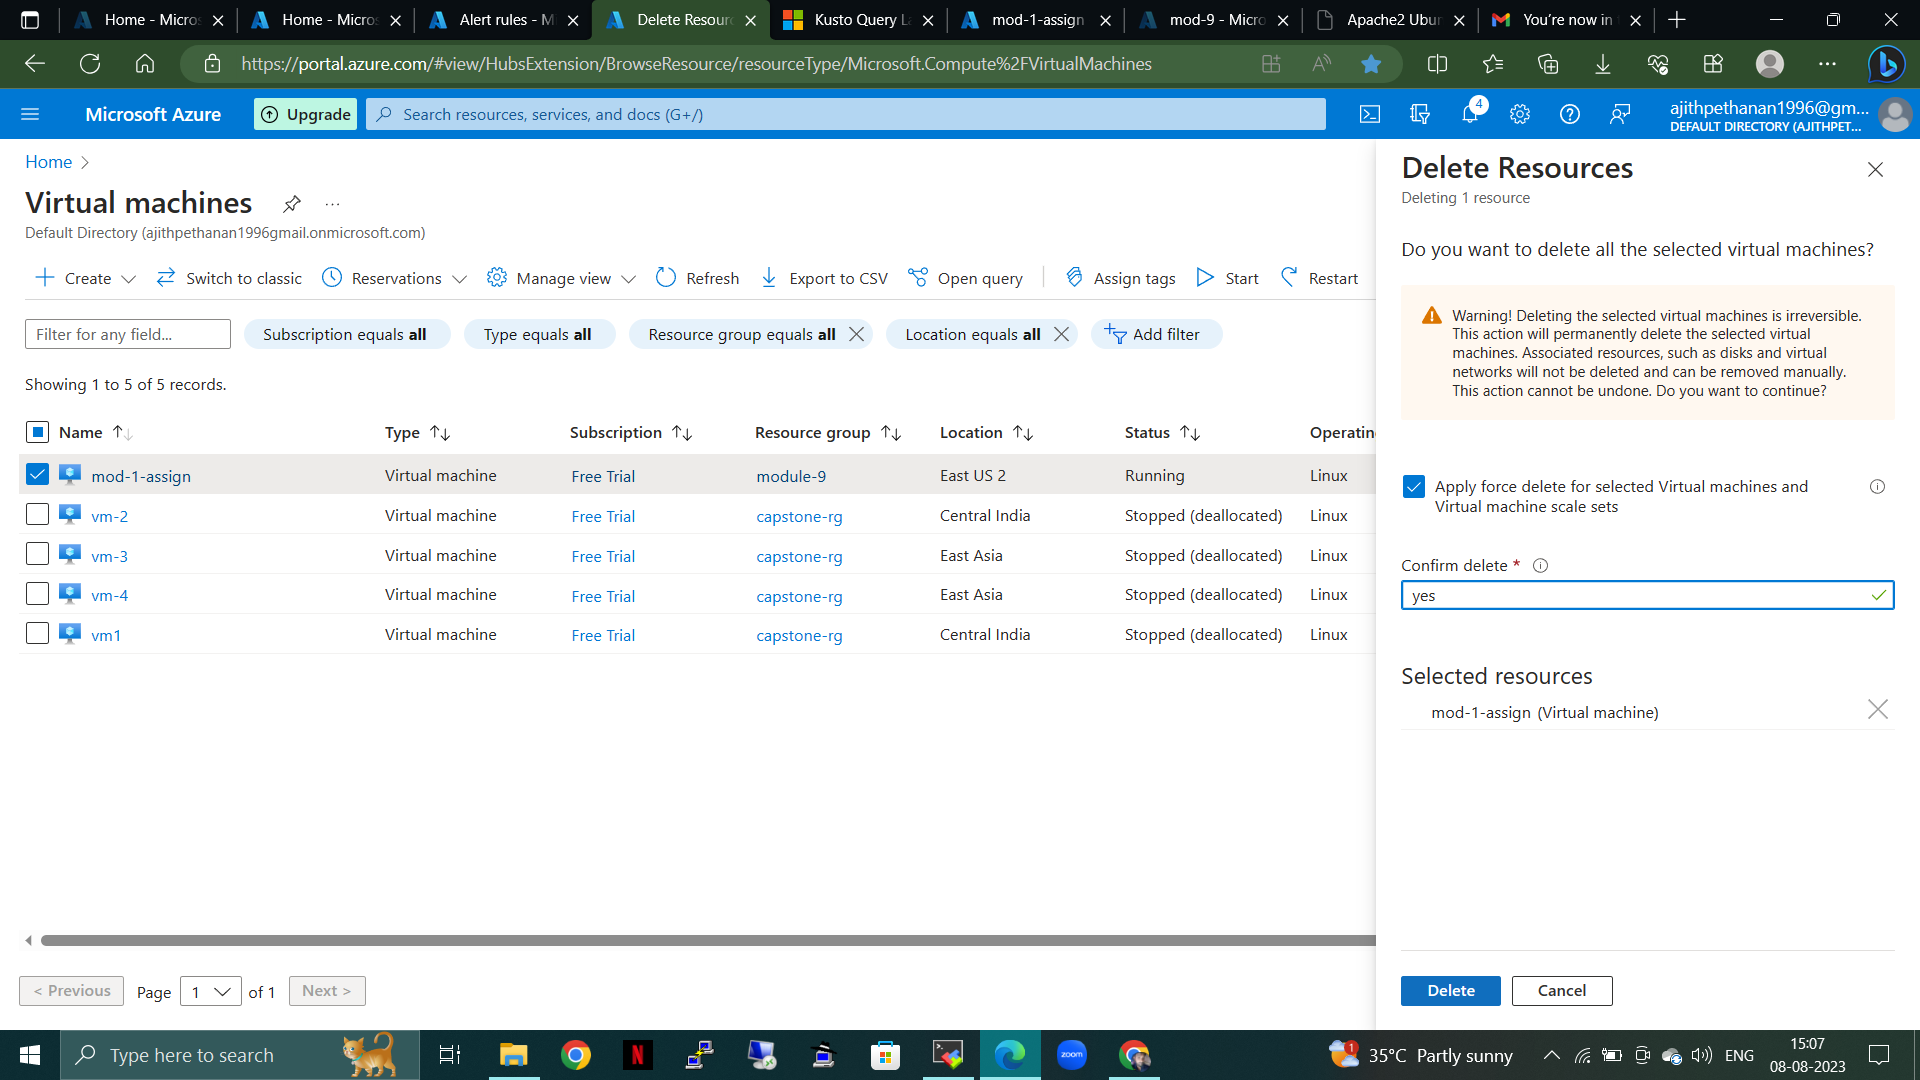 Home - Micros
Home - Micros
Alert rules - M
Delete Resourc
Kusto Query La
mod-1-assign
mod-9 - Micro
Apache2 Ubun
You're now in
https://portal.azure.com/#view/HubsExtension/BrowseResource/resourceType/Microsoft.Compute%2FVirtualMachines
Microsoft Azure
Upgrade
Search resources, services, and docs (G+/)
4
ajithpethanan1996@gm...
DEFAULT DIRECTORY (AJITHPET...
Home
Virtual machines
...
Default Directory (ajithpethanan1996gmail.onmicrosoft.com)
Create
Switch to classic
Reservations
Manage view
Refresh
Export to CSV
Open query
Assign tags
Start
Restart
Filter for any field...
Subscription equals all
Type equals all
Resource group equals all
Location equals all
Add filter
Showing 1 to 5 of 5 records.
Name Type Subscription Resource group Location Status Operatin
mod-1-assign Virtual machine Free Trial module-9 East US 2 Running Linux
vm-2 Virtual machine Free Trial capstone-rg Central India Stopped (deallocated) Linux
vm-3 Virtual machine Free Trial capstone-rg East Asia Stopped (deallocated) Linux
vm-4 Virtual machine Free Trial capstone-rg East Asia Stopped (deallocated) Linux
vm1 Virtual machine Free Trial capstone-rg Central India Stopped (deallocated) Linux
< Previous Page 1 of 1 Next >
Delete Resources
Deleting 1 resource
Do you want to delete all the selected virtual machines?
Warning! Deleting the selected virtual machines is irreversible.
This action will permanently delete the selected virtual
machines. Associated resources, such as disks and virtual
networks will not be deleted and can be removed manually.
This action cannot be undone. Do you want to continue?
Apply force delete for selected Virtual machines and
Virtual machine scale sets
Confirm delete *
yes
Selected resources
mod-1-assign (Virtual machine)
Delete
Cancel
Type here to search
N
zoom
1
35°C Partly sunny
ENG
15:07
08-08-2023